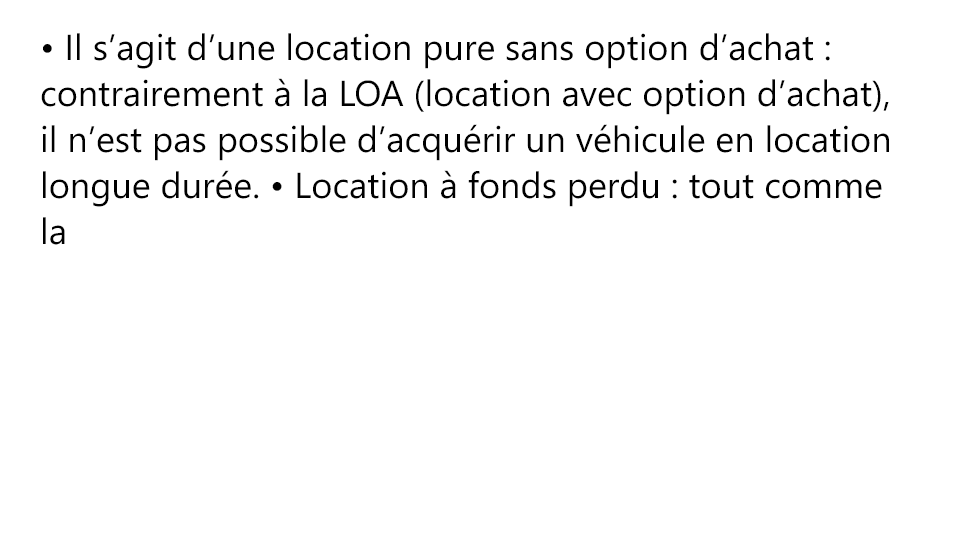 • Il s’agit d’une location pure sans option d’achat :
contrairement à la LOA (location avec option d’achat),
il n’est pas possible d’acquérir un véhicule en location
longue durée. • Location à fonds perdu : tout comme
la